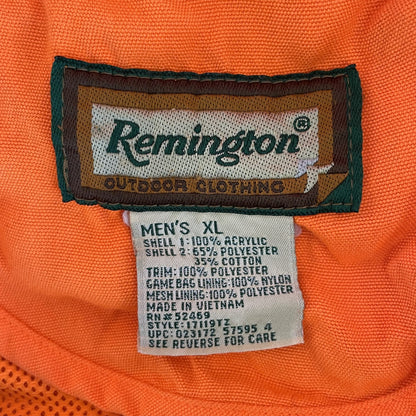 Remington®
OUTDOOR CLOTHING
MEN'S XL
SHELL 1: 100% ACRYLIC
SHELL 2: 65% POLYESTER
35% COTTON
TRIM: 100% POLYESTER
GAME BAG LINING: 100% NYLON
MESH LINING: 100% POLYESTER
MADE IN VIETNAM
RN# 52469
STYLE: 17119TZ
UPC: 023172 57595 4
SEE REVERSE FOR CARE